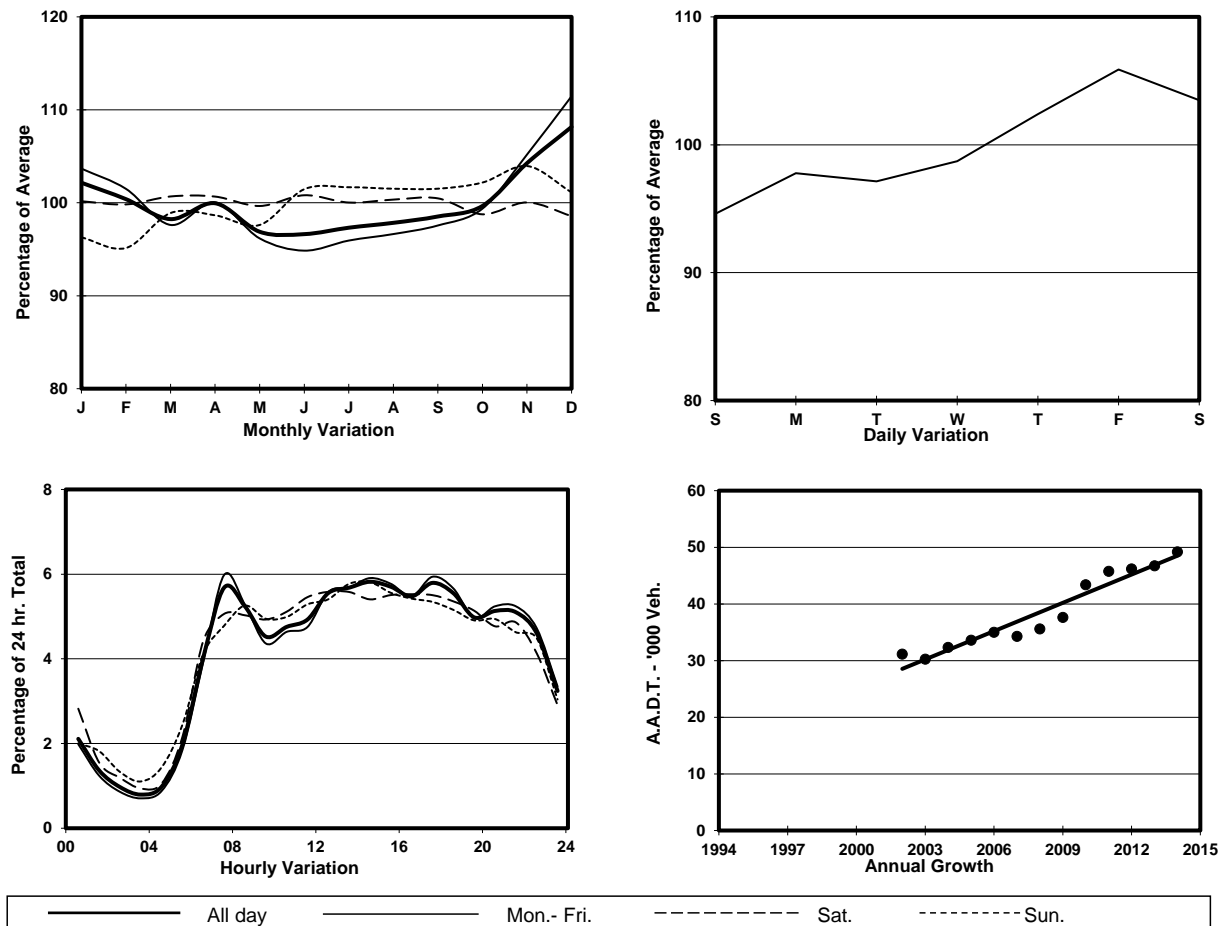 120
110
100
90
80
Percentage of Average
J F M A M J J A S O N D
Monthly Variation
110
100
90
80
Percentage of Average
S M T W T F S
Daily Variation
8
6
4
2
0
Percentage of 24 hr. Total
00 04 08 12 16 20 24
Hourly Variation
60
50
40
30
20
10
0
A.A.D.T. - '000 Veh.
1994 1997 2000 2003 2006 2009 2012 2015
Annual Growth
All day Mon.- Fri. Sat. Sun.